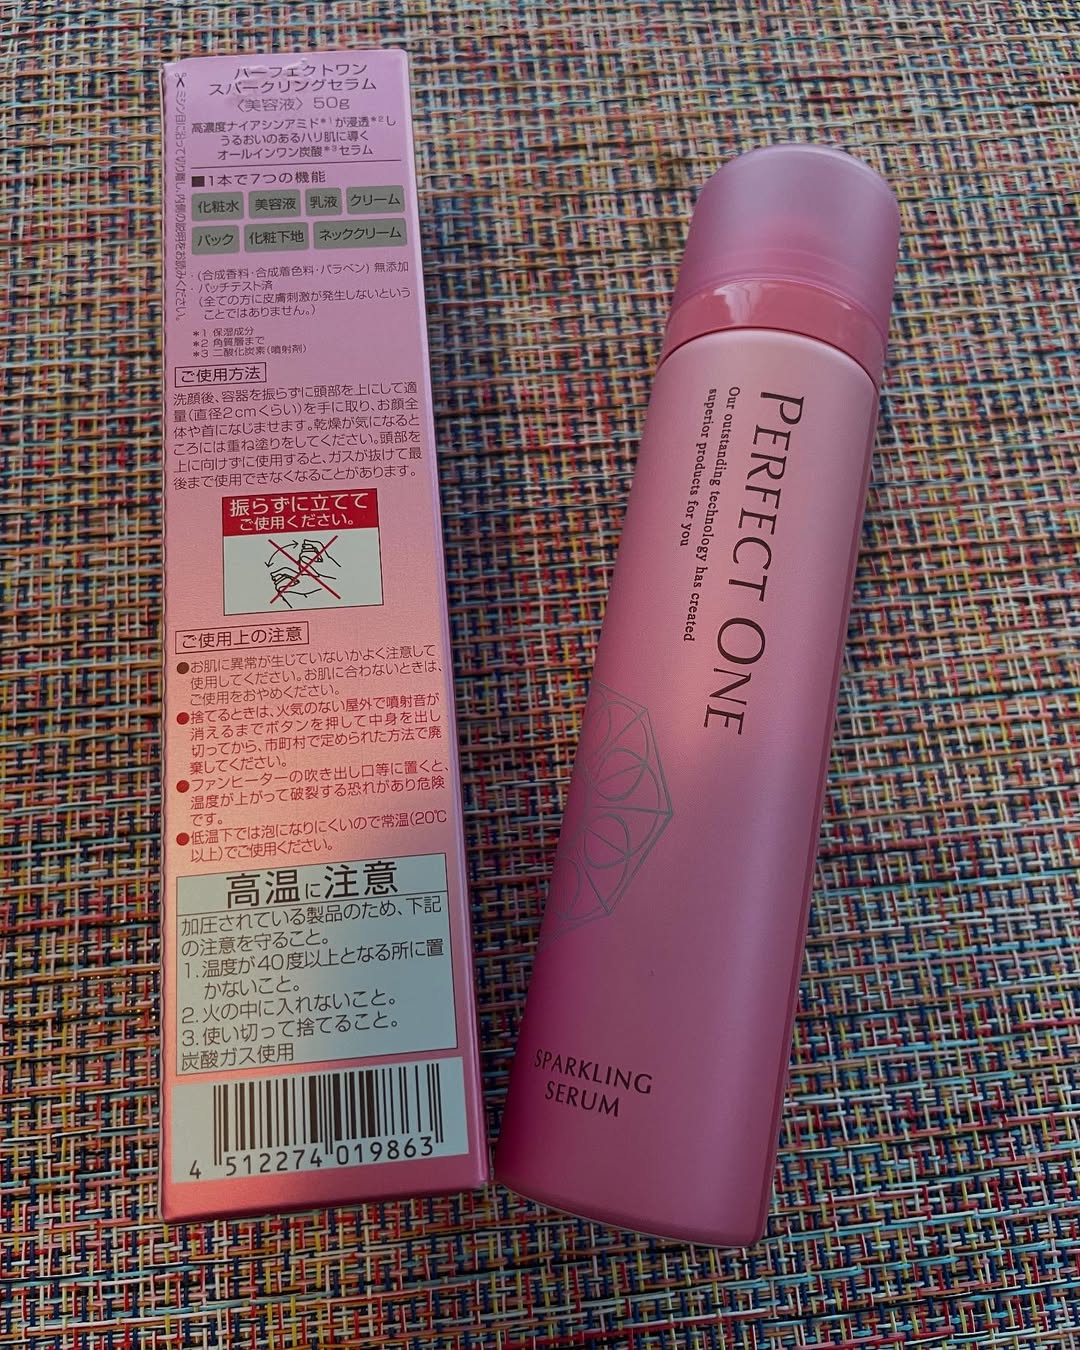 パーフェクトワン
スパークリングセラム
〈美容液〉50g
高濃度ナイアシンアミド*1が浸透*2し
うるおいのあるハリ肌に導く
オールインワン炭酸*3セラム
■1本で7つの機能
化粧水 美容液 乳液 クリーム
パック 化粧下地 ネッククリーム
・(合成香料・合成着色料・パラベン)無添加
・パッチテスト済
(全ての方に皮膚刺激が発生しないという
ことではありません。)
*1 保湿成分
*2 角質層まで
*3 二酸化炭素(噴射剤)
ミシン目に沿って切り離し、内側の説明をお読みください。
ご使用方法
洗顔後、容器を振らずに頭部を上にして適
量(直径2cmくらい)を手に取り、お顔全
体や首になじませます。乾燥が気になると
ころには重ね塗りをしてください。頭部を
上に向けずに使用すると、ガスが抜けて最
後まで使用できなくなることがあります。
振らずに立てて
ご使用ください。
ご使用上の注意
●お肌に異常が生じていないかよく注意して
使用してください。お肌に合わないときは、
ご使用をおやめください。
●捨てるときは、火気のない屋外で噴射音が
消えるまでボタンを押して中身を出し
切ってから、市町村で定められた方法で廃
棄してください。
●ファンヒーターの吹き出し口等に置くと、
温度が上がって破裂する恐れがあり危険
です。
●低温下では泡になりにくいので常温(20℃
以上)でご使用ください。
高温に注意
加圧されている製品のため、下記
の注意を守ること。
1.温度が40度以上となる所に置
かないこと。
2.火の中に入れないこと。
3.使い切って捨てること。
炭酸ガス使用
4 512274 019863
PERFECT ONE
Our outstanding technology has created
superior products for you
SPARKLING
SERUM